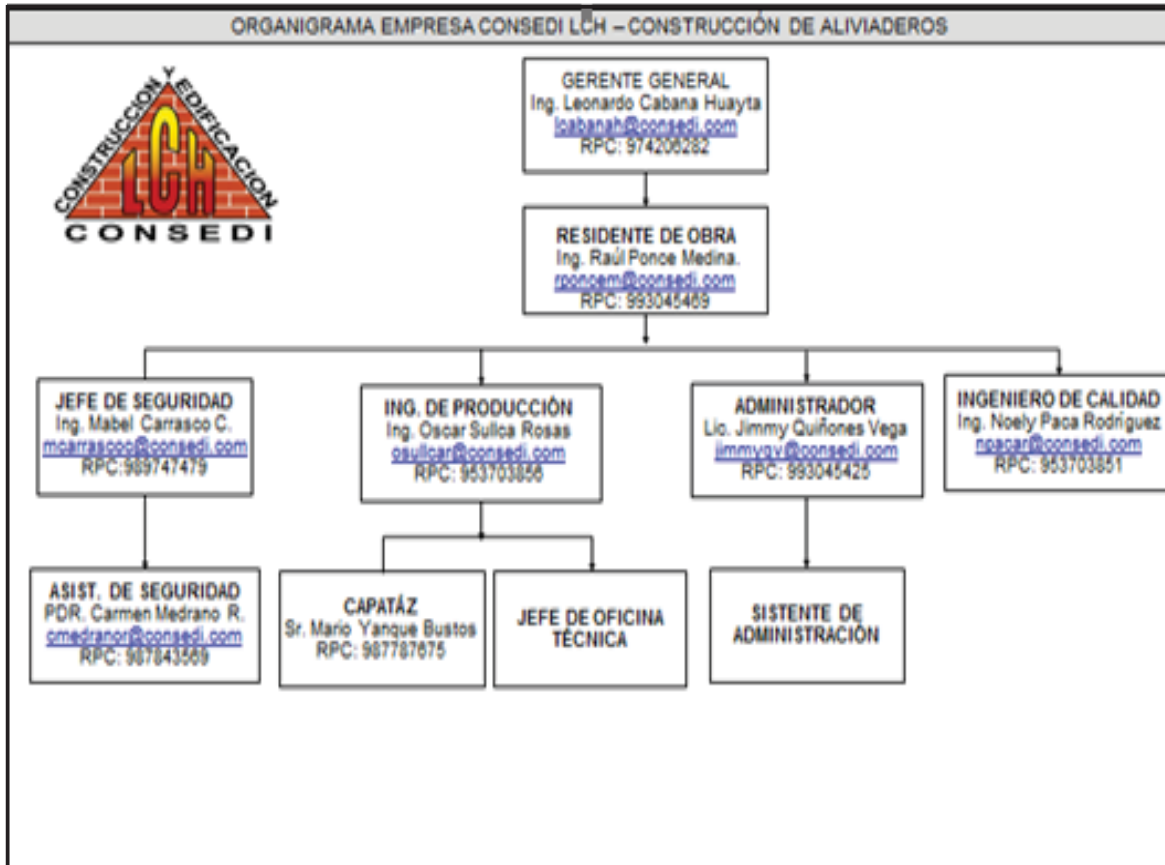 ORGANIGRAMA EMPRESA CONSEDI LCH – CONSTRUCCIÓN DE ALIVIADEROS
CONSTRUCCION Y EDIFICACION
LCH
CONSEDI
GERENTE GENERAL
Ing. Leonardo Cabana Huayta
lcabanah@consedi.com
RPC: 974206282
RESIDENTE DE OBRA
Ing. Raúl Ponce Medina.
rponcem@consedi.com
RPC: 993045469
JEFE DE SEGURIDAD
Ing. Mabel Carrasco C.
mcarrascoc@consedi.com
RPC:989747479
ING. DE PRODUCCIÓN
Ing. Oscar Sullca Rosas
osullcar@consedi.com
RPC: 953703856
ADMINISTRADOR
Lic. Jimmy Quiñones Vega
jimmyqv@consedi.com
RPC: 993045425
INGENIERO DE CALIDAD
Ing. Noely Paca Rodríguez
npacar@consedi.com
RPC: 953703851
ASIST. DE SEGURIDAD
PDR. Carmen Medrano R.
cmedranor@consedi.com
RPC: 987843569
CAPATÁZ
Sr. Mario Yanque Bustos
RPC: 987787675
JEFE DE OFICINA
TÉCNICA
SISTENTE DE
ADMINISTRACIÓN